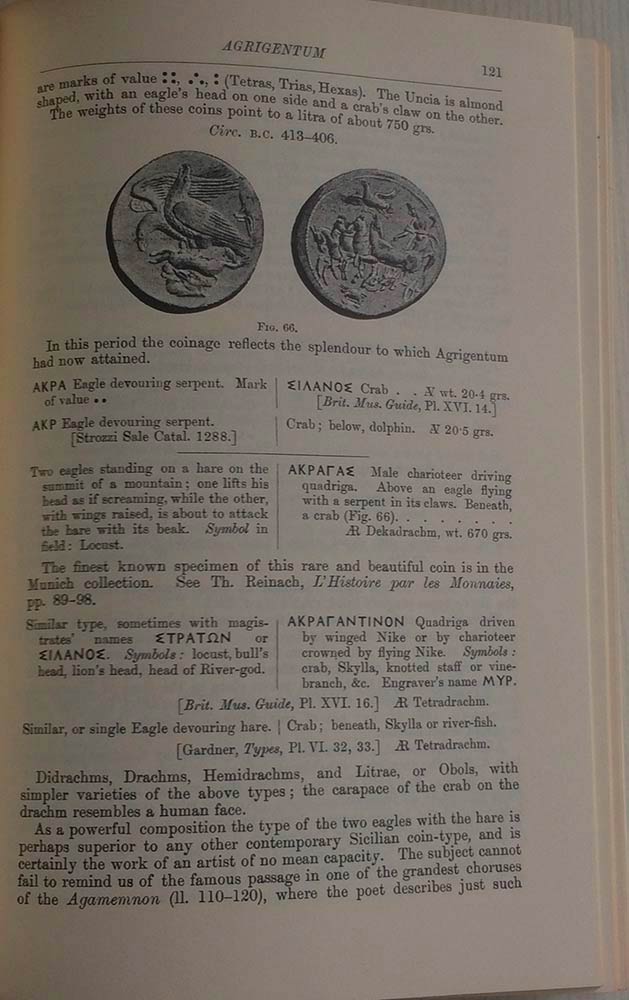 AGRIGENTUM
121
are marks of value ⁚⁚, ∴, ⁚ (Tetras, Trias, Hexas). The Uncia is almond
shaped, with an eagle's head on one side and a crab's claw on the other.
The weights of these coins point to a litra of about 750 grs.
Circ. B.C. 413–406.
FIG. 66.
In this period the coinage reflects the splendour to which Agrigentum
had now attained.
ΑΚΡΑ Eagle devouring serpent. Mark
of value ••
ΣΙΛΑΝΟΣ Crab . . N wt. 20·4 grs.
[Brit. Mus. Guide, Pl. XVI. 14.]
ΑΚΡ Eagle devouring serpent.
[Strozzi Sale Catal. 1288.]
Crab; below, dolphin. N 20·5 grs.
Two eagles standing on a hare on the
summit of a mountain; one lifts his
head as if screaming, while the other,
with wings raised, is about to attack
the hare with its beak. Symbol in
field: Locust.
ΑΚΡΑΓΑΣ Male charioteer driving
quadriga. Above an eagle flying
with a serpent in its claws. Beneath,
a crab (Fig. 66). . . . . . . .
AR Dekadrachm, wt. 670 grs.
The finest known specimen of this rare and beautiful coin is in the
Munich collection. See Th. Reinach, L'Histoire par les Monnaies,
pp. 89–98.
Similar type, sometimes with magis-
trates' names ΣΤΡΑΤΩΝ or
ΣΙΛΑΝΟΣ. Symbols: locust, bull's
head, lion's head, head of River-god.
ΑΚΡΑΓΑΝΤΙΝΟΝ Quadriga driven
by winged Nike or by charioteer
crowned by flying Nike. Symbols:
crab, Skylla, knotted staff or vine-
branch, &c. Engraver's name ΜΥΡ.
[Brit. Mus. Guide, Pl. XVI. 16.] AR Tetradrachm.
Similar, or single Eagle devouring hare. | Crab; beneath, Skylla or river-fish.
[Gardner, Types, Pl. VI. 32, 33.] AR Tetradrachm.
Didrachms, Drachms, Hemidrachms, and Litrae, or Obols, with
simpler varieties of the above types; the carapace of the crab on the
drachm resembles a human face.
As a powerful composition the type of the two eagles with the hare is
perhaps superior to any other contemporary Sicilian coin-type, and is
certainly the work of an artist of no mean capacity. The subject cannot
fail to remind us of the famous passage in one of the grandest choruses
of the Agamemnon (ll. 110–120), where the poet describes just such